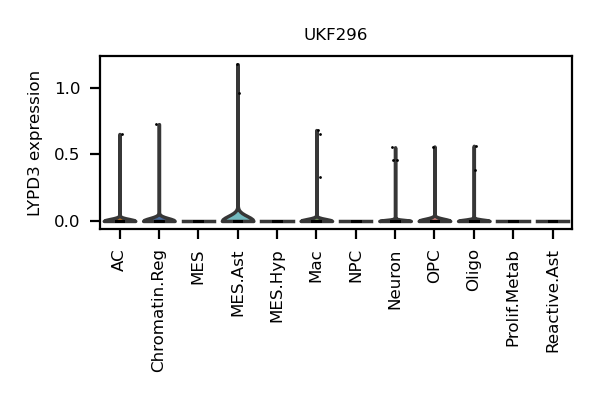 UKF296
LYPD3 expression
1.0
0.5
0.0
AC
Chromatin.Reg
MES
MES.Ast
MES.Hyp
Mac
NPC
Neuron
OPC
Oligo
Prolif.Metab
Reactive.Ast